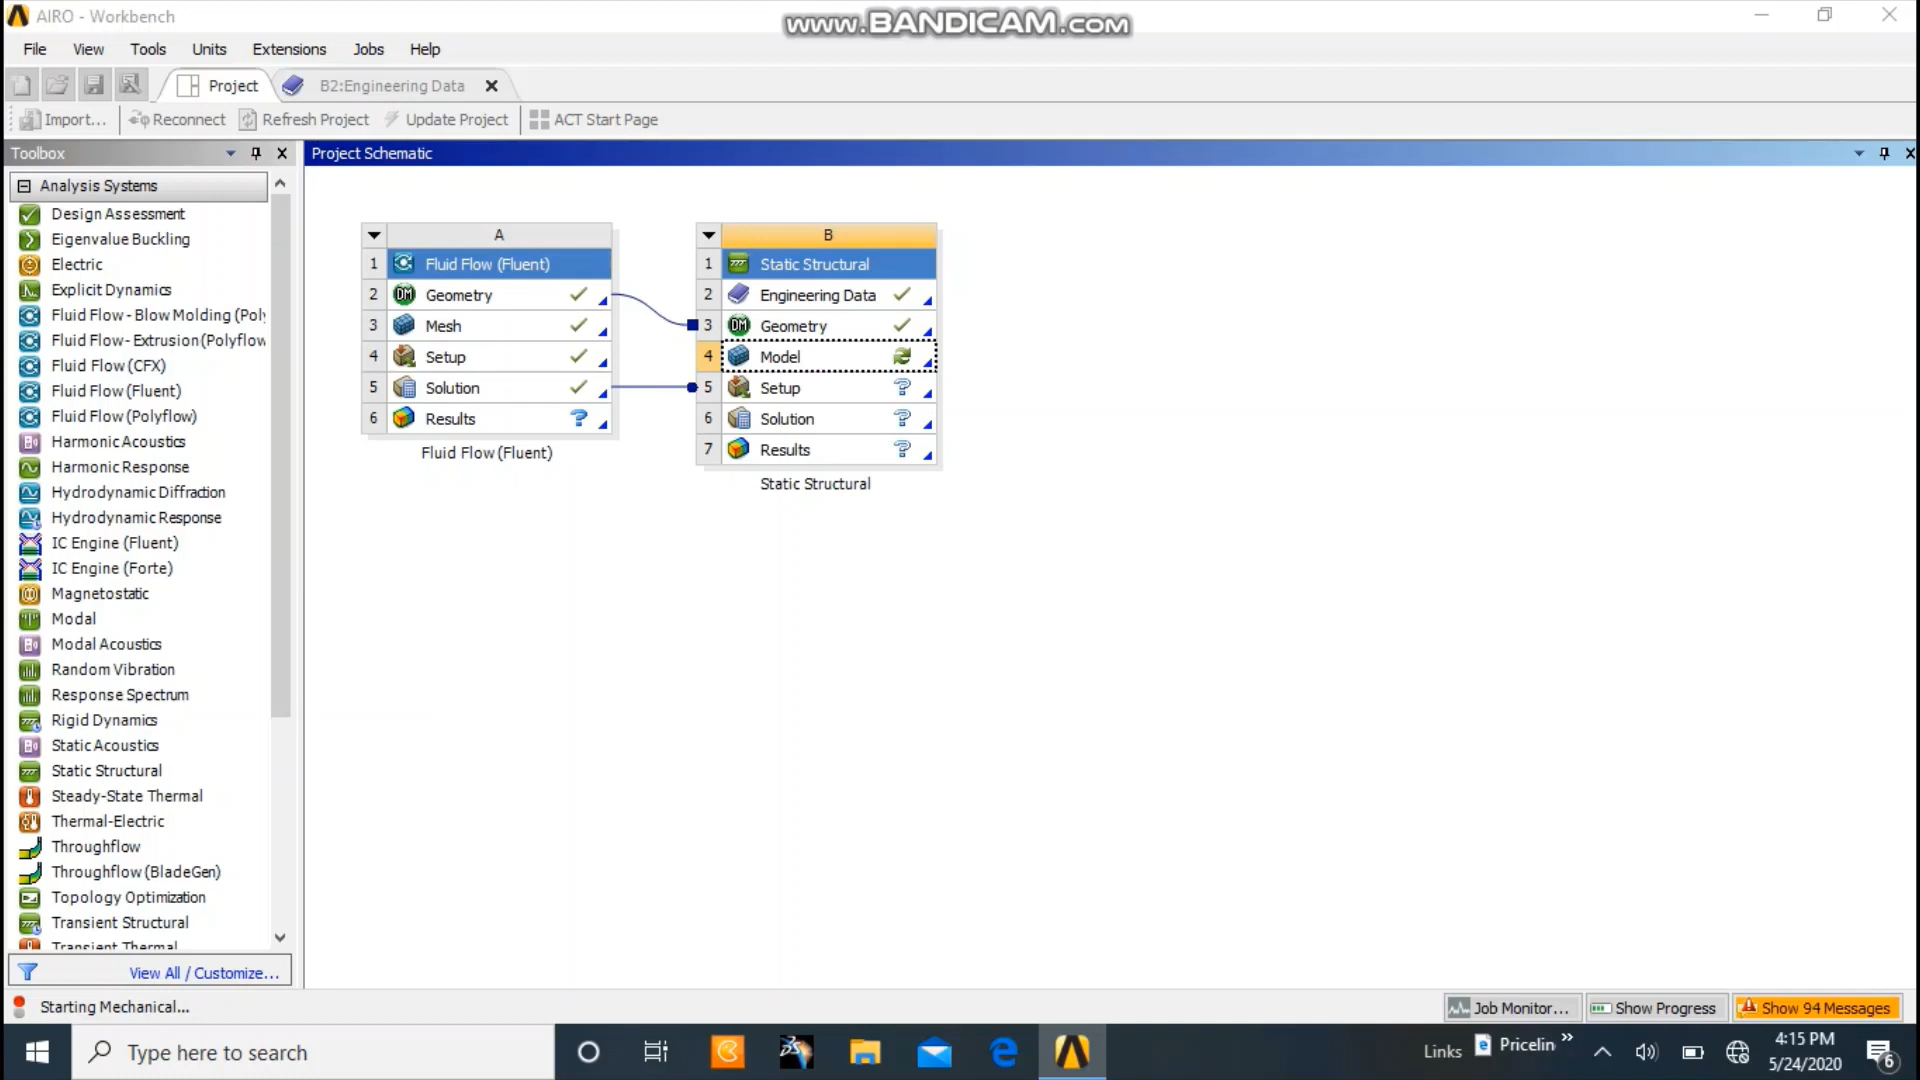 AIRO - Workbench
www.BANDICAM.com
File View Tools Units Extensions Jobs Help
Project B2:Engineering Data
Import... Reconnect Refresh Project Update Project ACT Start Page
Toolbox
Project Schematic
Analysis Systems
Design Assessment
Eigenvalue Buckling
Electric
Explicit Dynamics
Fluid Flow - Blow Molding (Poly
Fluid Flow- Extrusion(Polyflow
Fluid Flow (CFX)
Fluid Flow (Fluent)
Fluid Flow (Polyflow)
Harmonic Acoustics
Harmonic Response
Hydrodynamic Diffraction
Hydrodynamic Response
IC Engine (Fluent)
IC Engine (Forte)
Magnetostatic
Modal
Modal Acoustics
Random Vibration
Response Spectrum
Rigid Dynamics
Static Acoustics
Static Structural
Steady-State Thermal
Thermal-Electric
Throughflow
Throughflow (BladeGen)
Topology Optimization
Transient Structural
Transient Thermal
View All / Customize...
A
1 Fluid Flow (Fluent)
2 Geometry
3 Mesh
4 Setup
5 Solution
6 Results ?
Fluid Flow (Fluent)
B
1 Static Structural
2 Engineering Data
3 DM Geometry
4 Model
5 Setup ?
6 Solution ?
7 Results ?
Static Structural
Starting Mechanical...
Job Monitor... Show Progress Show 94 Messages
Type here to search
Links Pricelin »
4:15 PM
5/24/2020
6